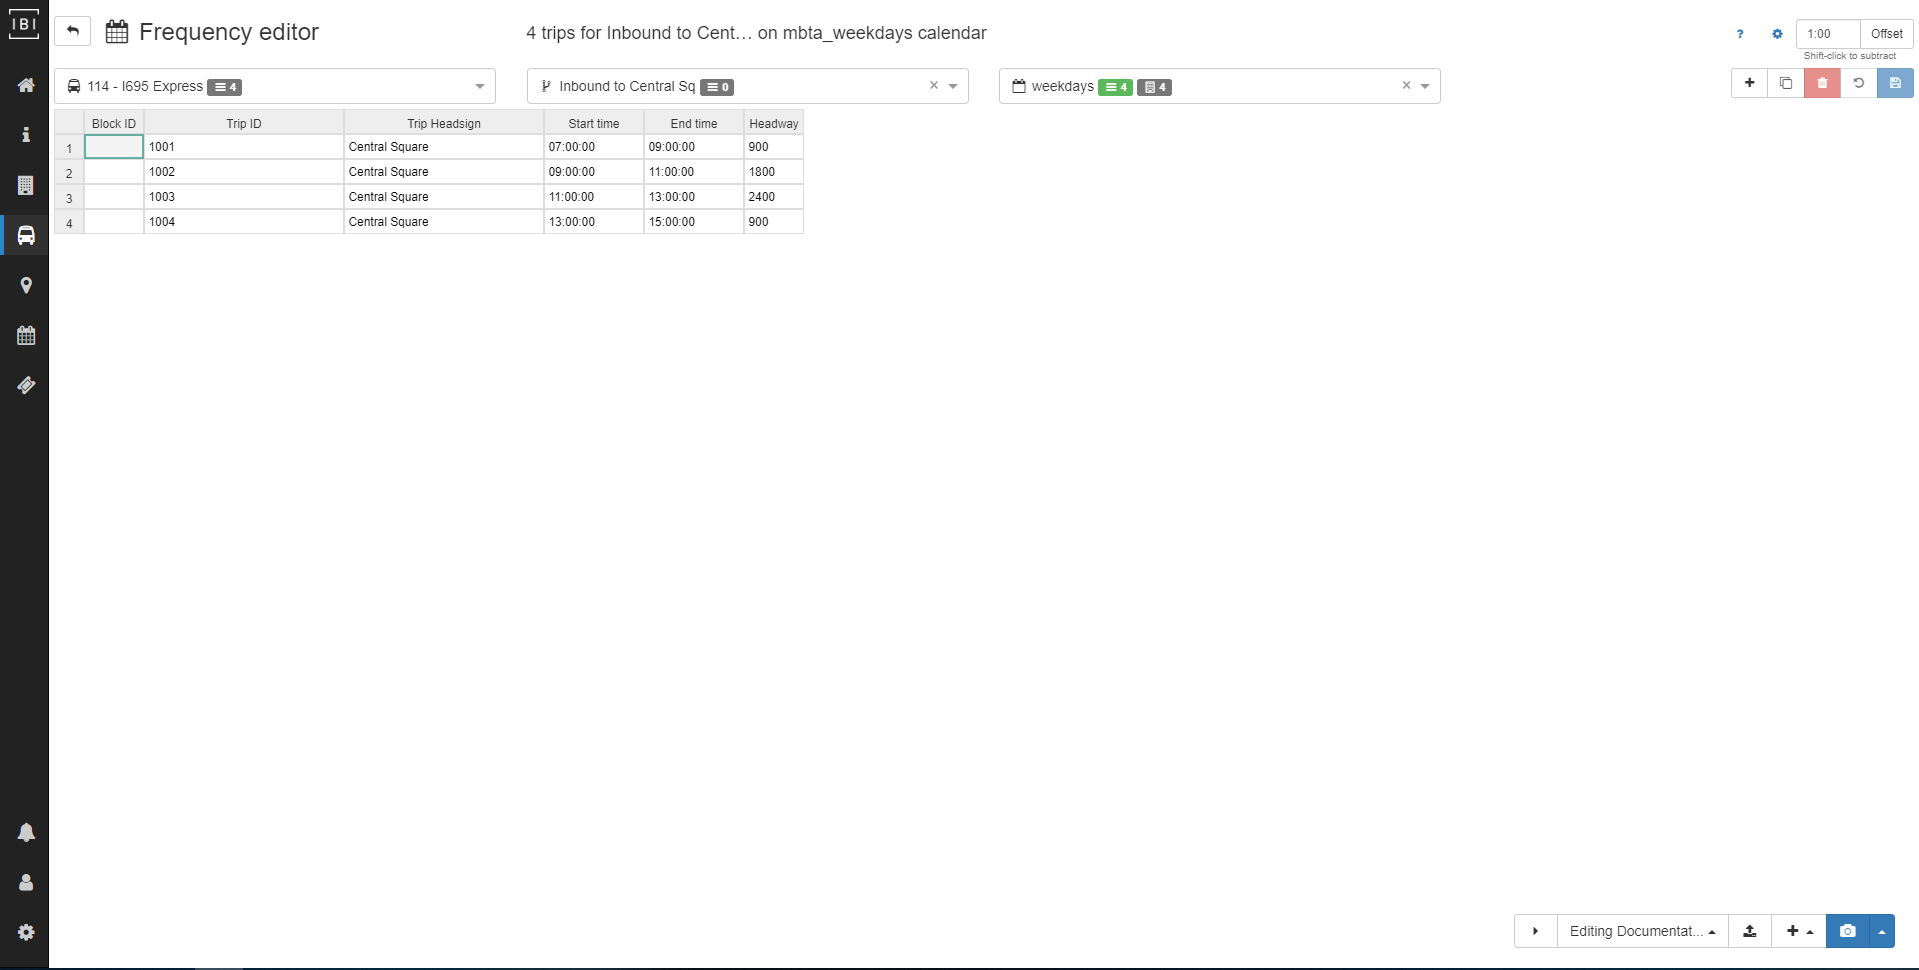 IBI
Frequency editor
4 trips for Inbound to Cent... on mbta_weekdays calendar
?
1:00
Offset
Shift-click to subtract
114 - I695 Express 4
Inbound to Central Sq 0 ×
weekdays 4 4 ×
Block ID Trip ID Trip Headsign Start time End time Headway
1 1001 Central Square 07:00:00 09:00:00 900
2 1002 Central Square 09:00:00 11:00:00 1800
3 1003 Central Square 11:00:00 13:00:00 2400
4 1004 Central Square 13:00:00 15:00:00 900
Editing Documentat...